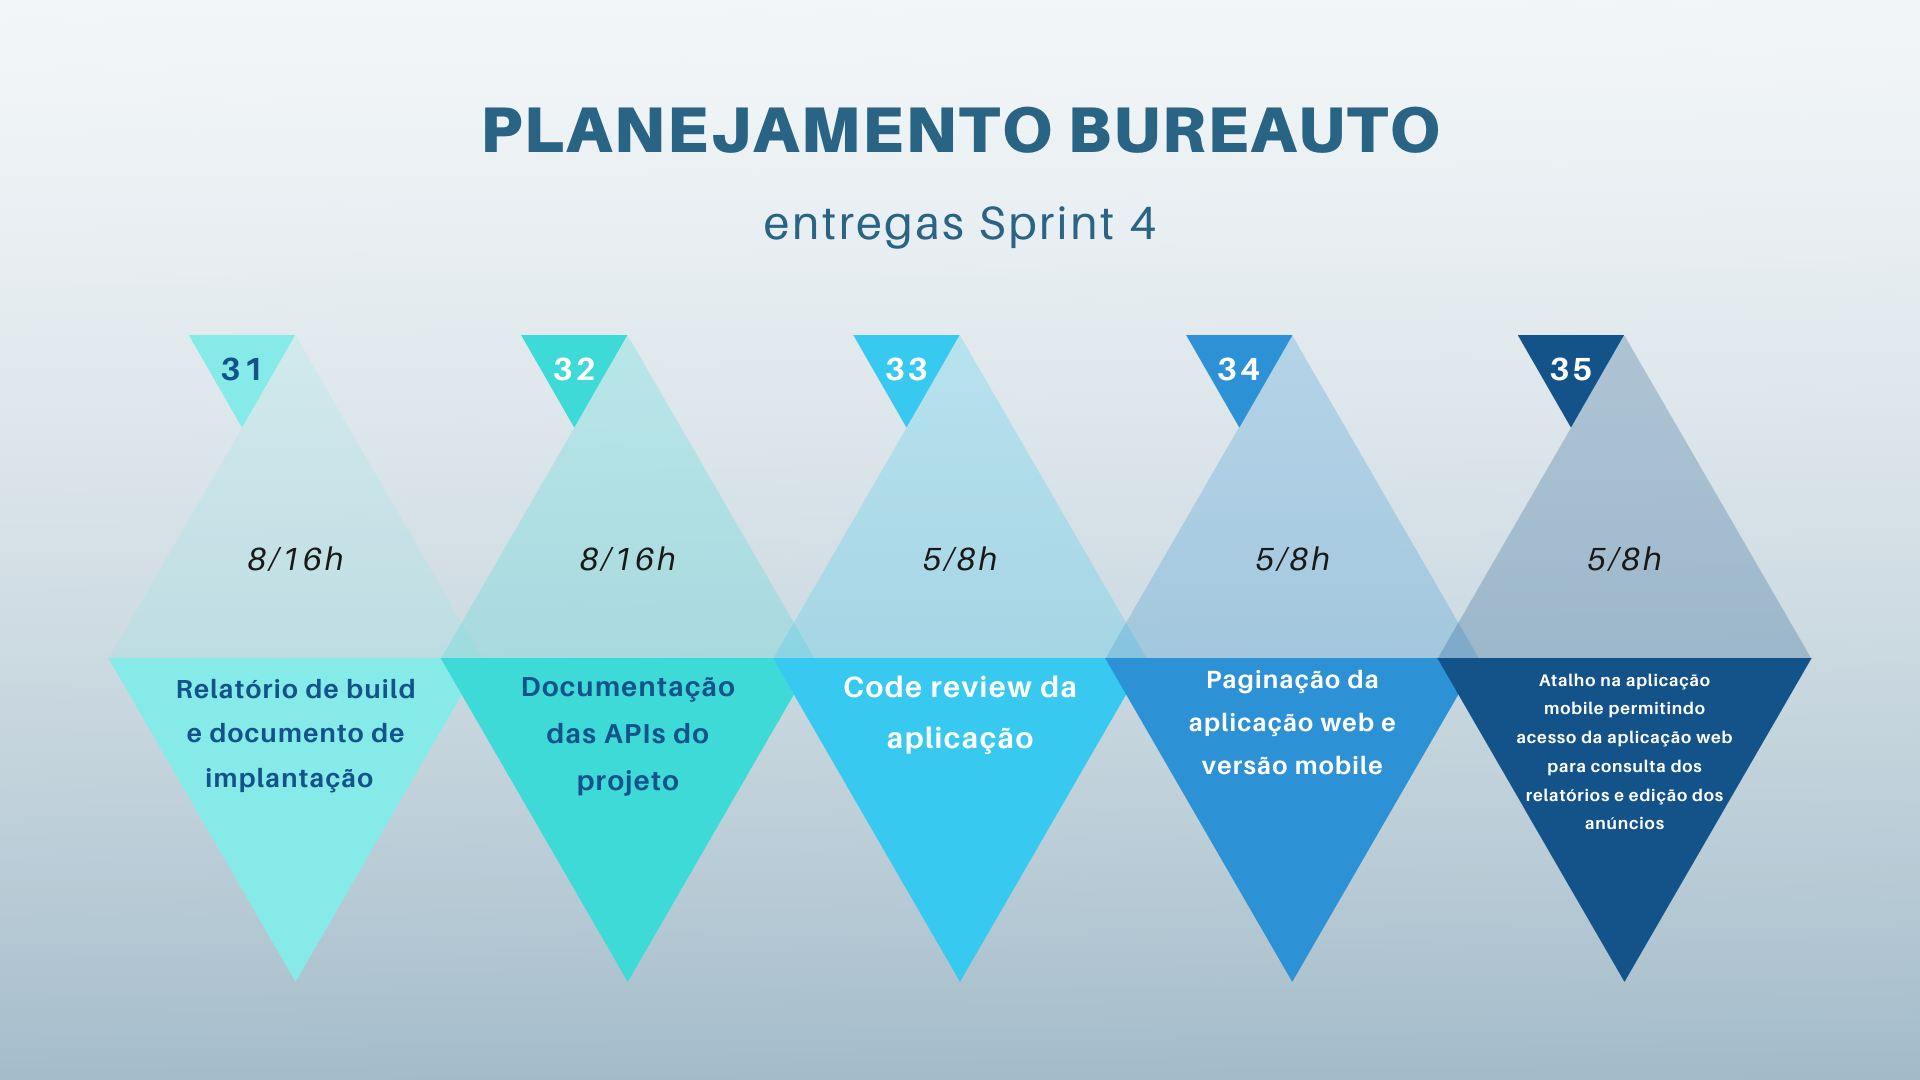 PLANEJAMENTO BUREAUTO
entregas Sprint 4
31
8/16h
Relatório de build
e documento de
implantação
32
8/16h
Documentação
das APIs do
projeto
33
5/8h
Code review da
aplicação
34
5/8h
Paginação da
aplicação web e
versão mobile
35
5/8h
Atalho na aplicação
mobile permitindo
acesso da aplicação web
para consulta dos
relatórios e edição dos
anúncios